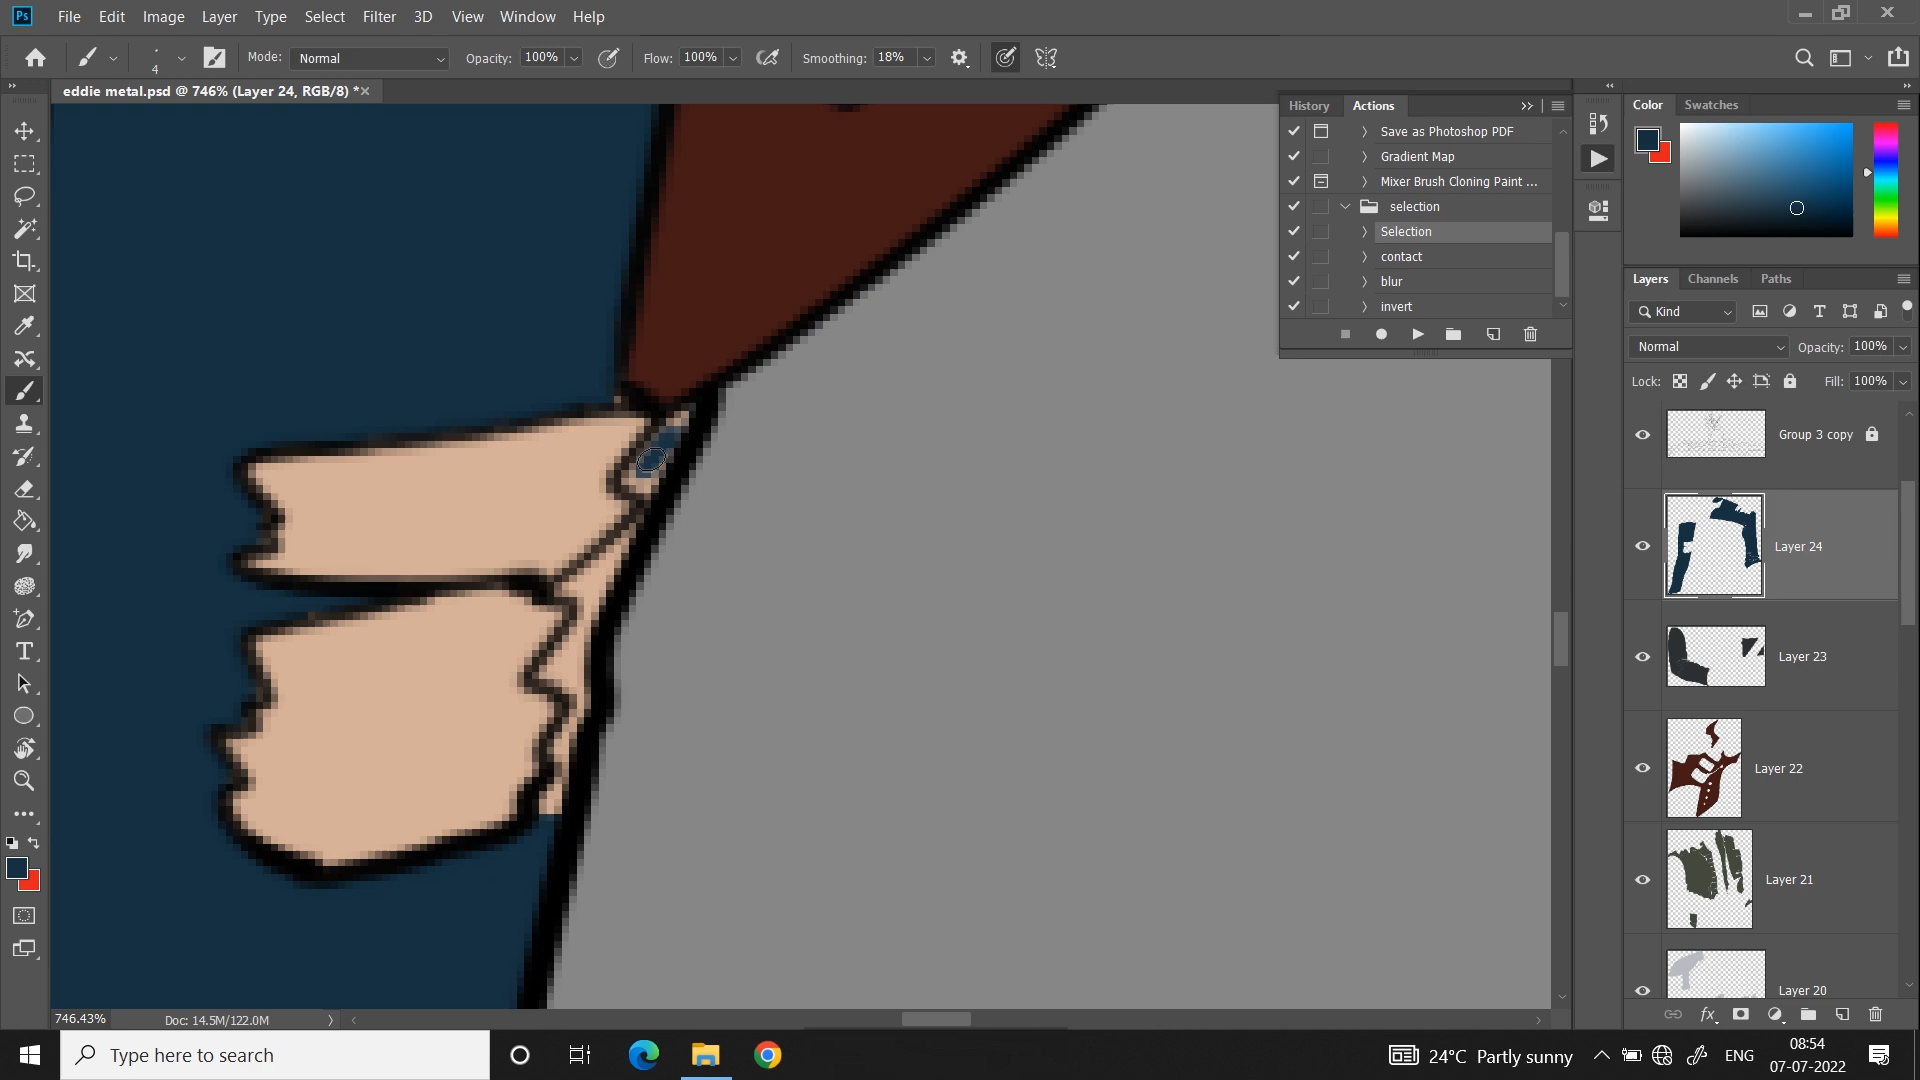 Ps File Edit Image Layer Type Select Filter 3D View Window Help
4 Mode: Normal Opacity: 100% Flow: 100% Smoothing: 18%
eddie metal.psd @ 746% (Layer 24, RGB/8) *
History Actions
Save as Photoshop PDF
Gradient Map
Mixer Brush Cloning Paint ...
selection
Selection
contact
blur
invert
Color Swatches
Layers Channels Paths
Kind
Normal Opacity: 100%
Lock: Fill: 100%
Group 3 copy
Layer 24
Layer 23
Layer 22
Layer 21
Layer 20
fx
746.43% Doc: 14.5M/122.0M
Type here to search
24°C Partly sunny ENG
08:54
07-07-2022